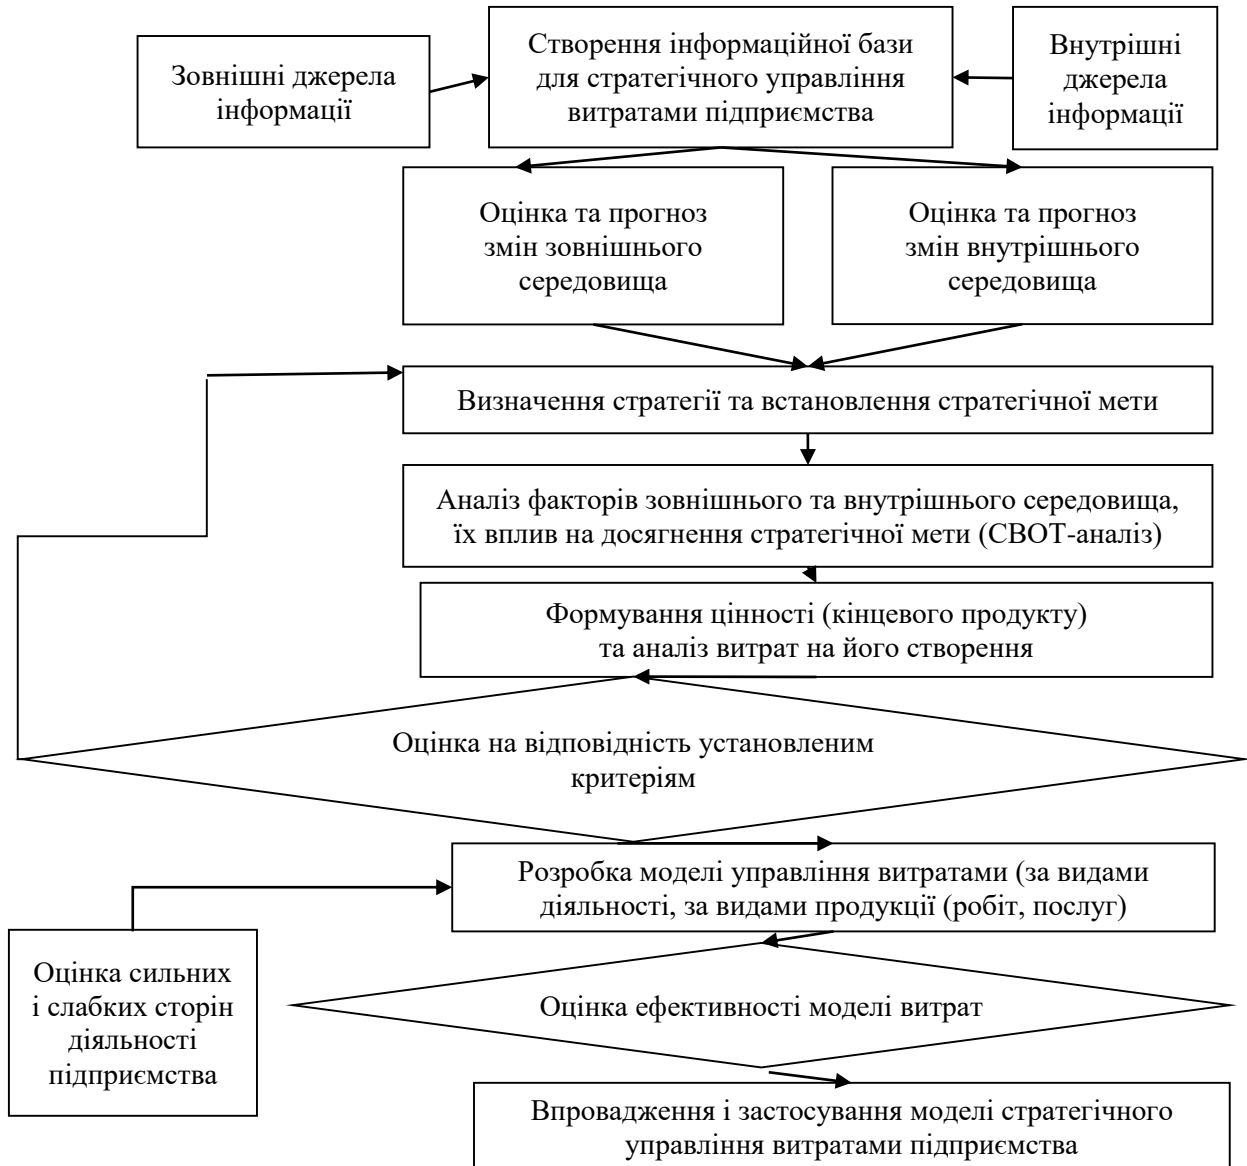 Зовнішні джерела
інформації
Створення інформаційної бази
для стратегічного управління
витратами підприємства
Внутрішні
джерела
інформації
Оцінка та прогноз
змін зовнішнього
середовища
Оцінка та прогноз
змін внутрішнього
середовища
Визначення стратегії та встановлення стратегічної мети
Аналіз факторів зовнішнього та внутрішнього середовища,
їх вплив на досягнення стратегічної мети (СВОТ-аналіз)
Формування цінності (кінцевого продукту)
та аналіз витрат на його створення
Оцінка на відповідність установленим
критеріям
Розробка моделі управління витратами (за видами
діяльності, за видами продукції (робіт, послуг)
Оцінка сильних
і слабких сторін
діяльності
підприємства
Оцінка ефективності моделі витрат
Впровадження і застосування моделі стратегічного
управління витратами підприємства